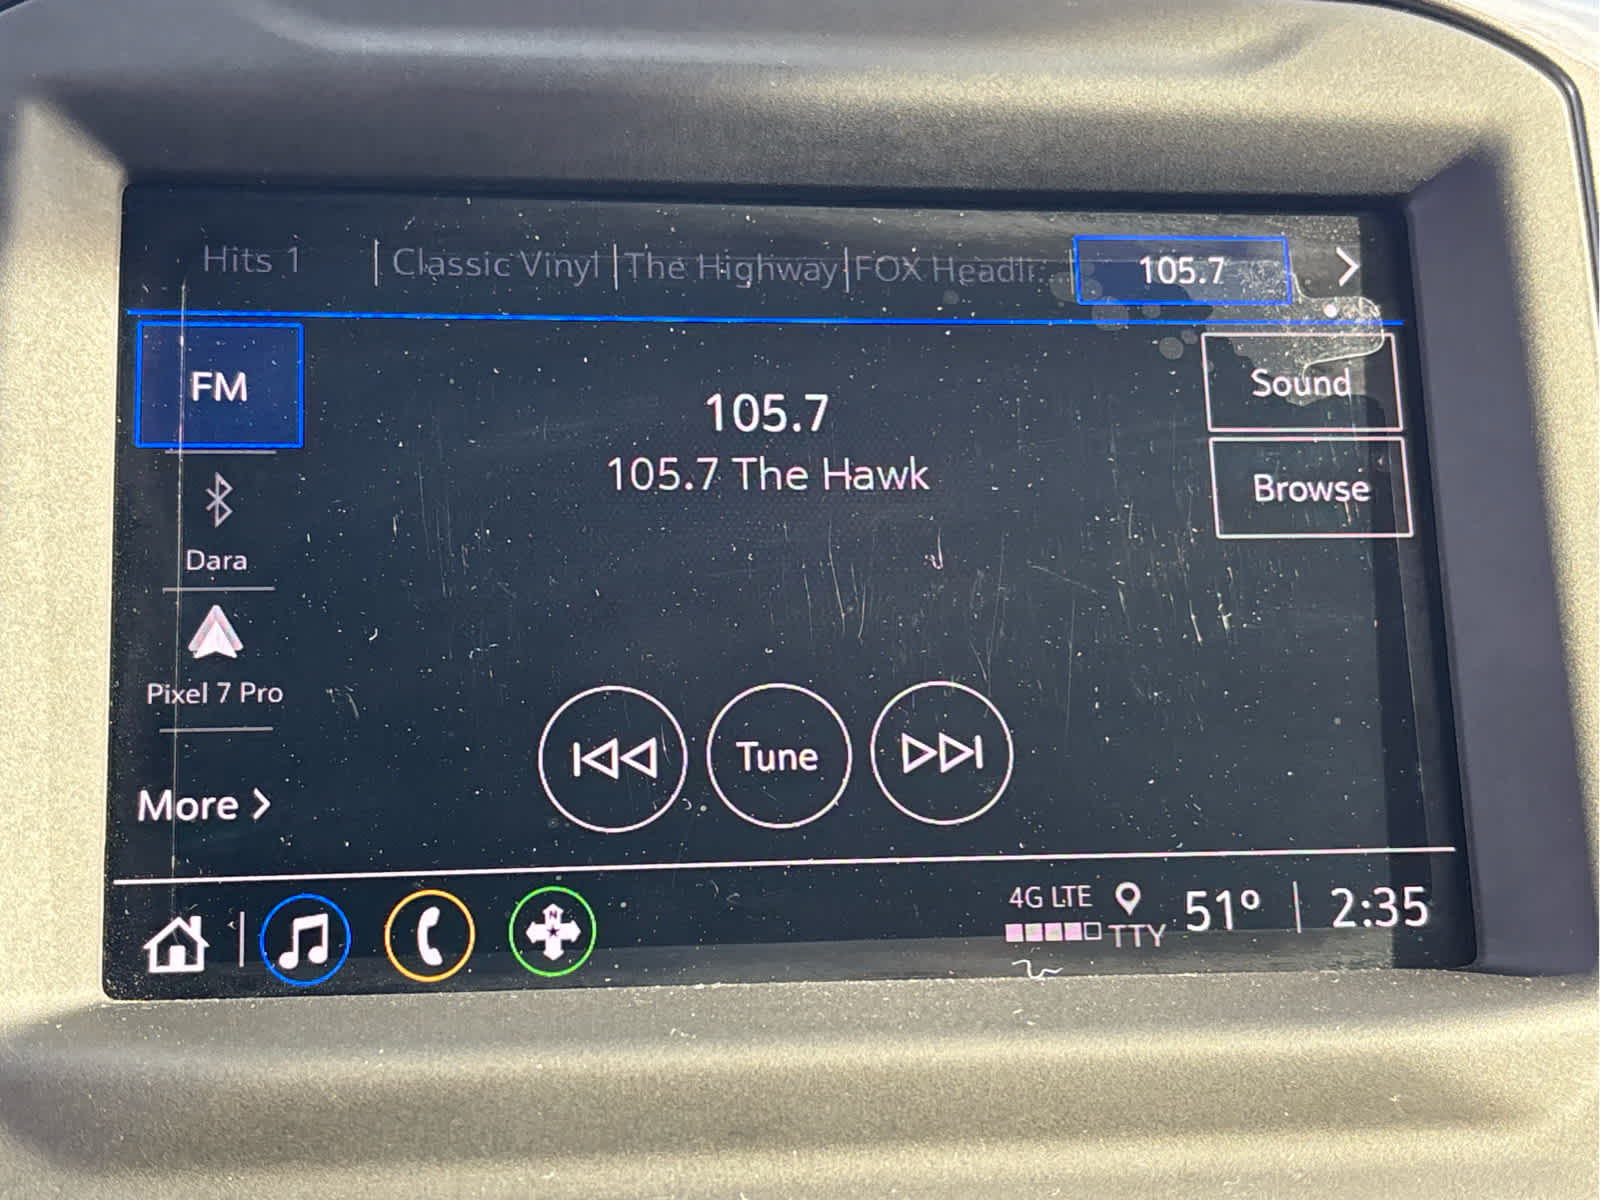 Hits 1 | Classic Vinyl | The Highway | FOX Headli... 105.7
FM
105.7
105.7 The Hawk
Sound
Browse
Dara
Pixel 7 Pro
More
Tune
4G LTE
TTY
51° | 2:35
N